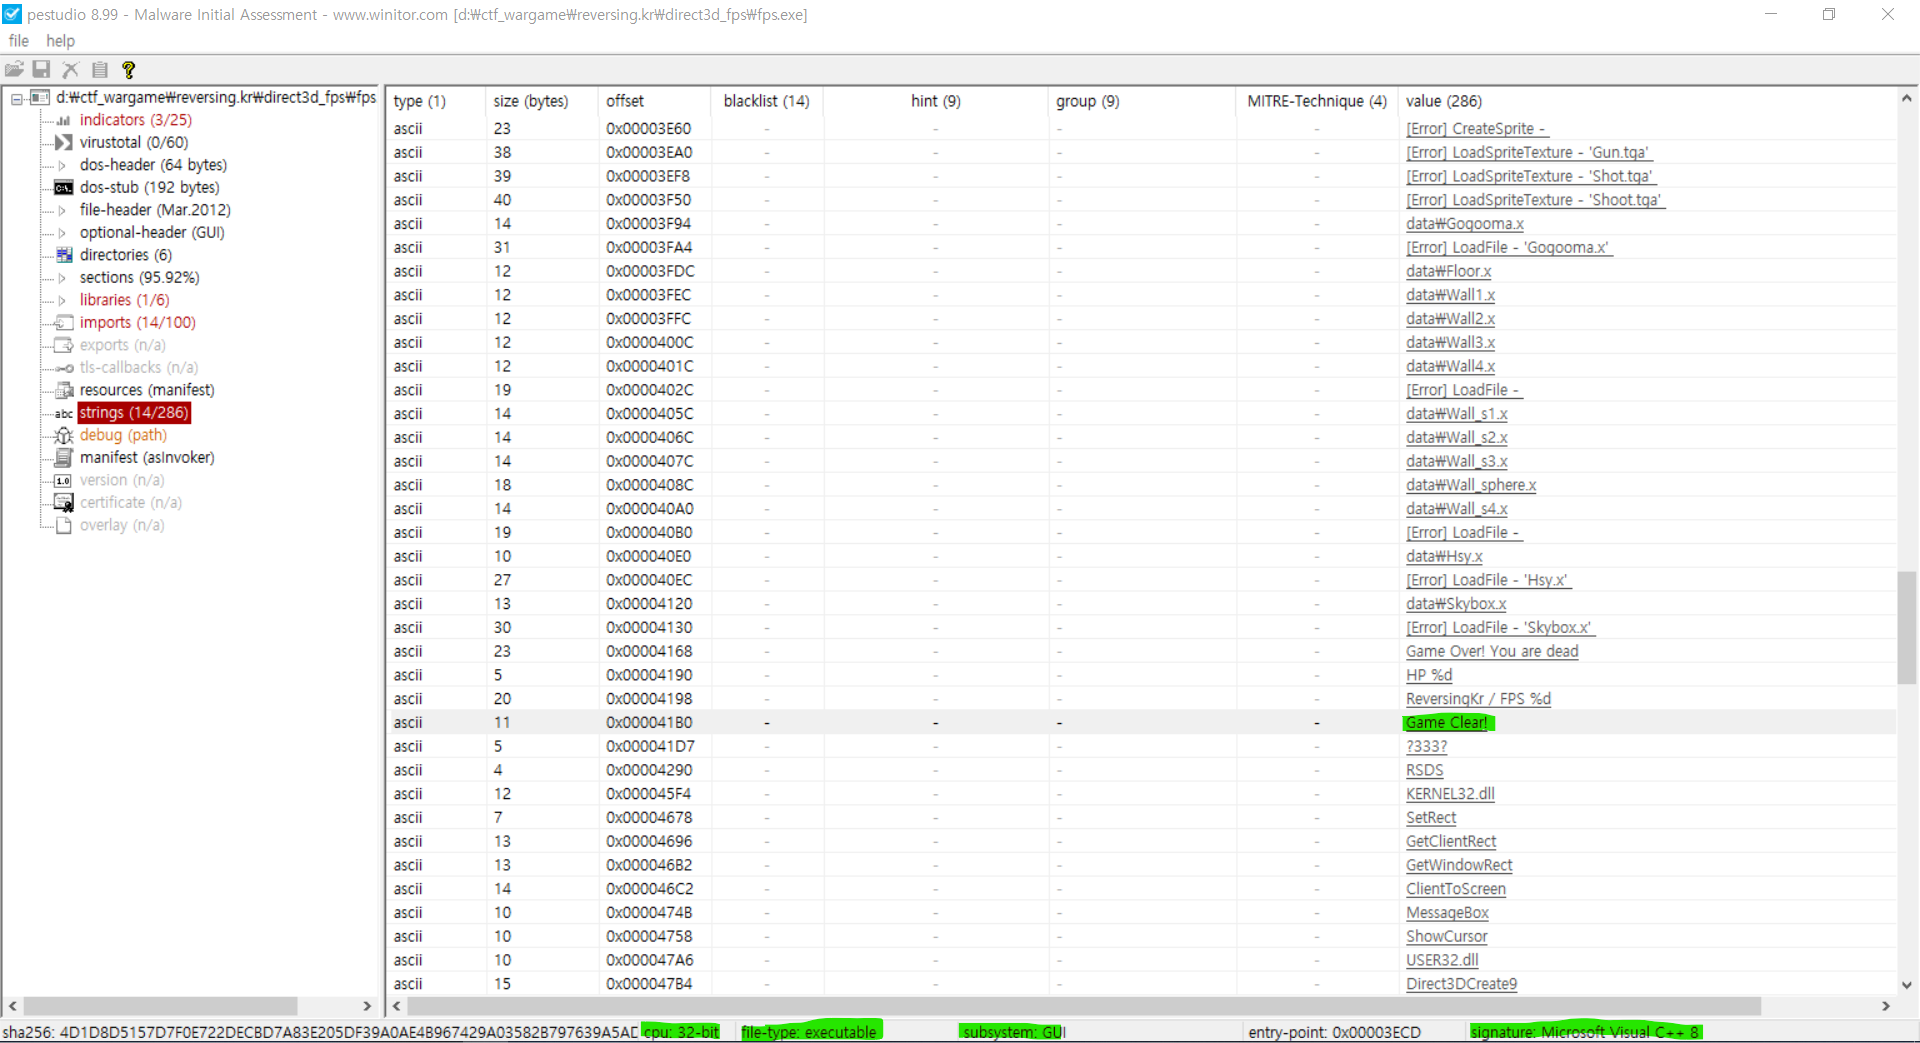 pestudio 8.99 - Malware Initial Assessment - www.winitor.com [d:₩ctf_wargame₩reversing.kr₩direct3d_fps₩fps.exe]
file help
d:₩ctf_wargame₩reversing.kr₩direct3d_fps₩fps
indicators (3/25)
virustotal (0/60)
dos-header (64 bytes)
dos-stub (192 bytes)
file-header (Mar.2012)
optional-header (GUI)
directories (6)
sections (95.92%)
libraries (1/6)
imports (14/100)
exports (n/a)
tls-callbacks (n/a)
resources (manifest)
abc strings (14/286)
debug (path)
manifest (asInvoker)
1.0 version (n/a)
certificate (n/a)
overlay (n/a)
type (1) size (bytes) offset blacklist (14) hint (9) group (9) MITRE-Technique (4) value (286)
ascii 23 0x00003E60 - - - - [Error] CreateSprite -
ascii 38 0x00003EA0 - - - - [Error] LoadSpriteTexture - 'Gun.tga'
ascii 39 0x00003EF8 - - - - [Error] LoadSpriteTexture - 'Shot.tga'
ascii 40 0x00003F50 - - - - [Error] LoadSpriteTexture - 'Shoot.tga'
ascii 14 0x00003F94 - - - - data₩Gogooma.x
ascii 31 0x00003FA4 - - - - [Error] LoadFile - 'Gogooma.x'
ascii 12 0x00003FDC - - - - data₩Floor.x
ascii 12 0x00003FEC - - - - data₩Wall1.x
ascii 12 0x00003FFC - - - - data₩Wall2.x
ascii 12 0x0000400C - - - - data₩Wall3.x
ascii 12 0x0000401C - - - - data₩Wall4.x
ascii 19 0x0000402C - - - - [Error] LoadFile -
ascii 14 0x0000405C - - - - data₩Wall_s1.x
ascii 14 0x0000406C - - - - data₩Wall_s2.x
ascii 14 0x0000407C - - - - data₩Wall_s3.x
ascii 18 0x0000408C - - - - data₩Wall_sphere.x
ascii 14 0x000040A0 - - - - data₩Wall_s4.x
ascii 19 0x000040B0 - - - - [Error] LoadFile -
ascii 10 0x000040E0 - - - - data₩Hsy.x
ascii 27 0x000040EC - - - - [Error] LoadFile - 'Hsy.x'
ascii 13 0x00004120 - - - - data₩Skybox.x
ascii 30 0x00004130 - - - - [Error] LoadFile - 'Skybox.x'
ascii 23 0x00004168 - - - - Game Over! You are dead
ascii 5 0x00004190 - - - - HP %d
ascii 20 0x00004198 - - - - ReversingKr / FPS %d
ascii 11 0x000041B0 - - - - Game Clear!
ascii 5 0x000041D7 - - - - ?333?
ascii 4 0x00004290 - - - - RSDS
ascii 12 0x000045F4 - - - - KERNEL32.dll
ascii 7 0x00004678 - - - - SetRect
ascii 13 0x00004696 - - - - GetClientRect
ascii 13 0x000046B2 - - - - GetWindowRect
ascii 14 0x000046C2 - - - - ClientToScreen
ascii 10 0x0000474B - - - - MessageBox
ascii 10 0x00004758 - - - - ShowCursor
ascii 10 0x000047A6 - - - - USER32.dll
ascii 15 0x000047B4 - - - - Direct3DCreate9
sha256: 4D1D8D5157D7F0E722DECBD7A83E205DF39A0AE4B967429A03582B797639A5AD cpu: 32-bit file-type: executable subsystem: GUI entry-point: 0x00003ECD signature: Microsoft Visual C++ 8